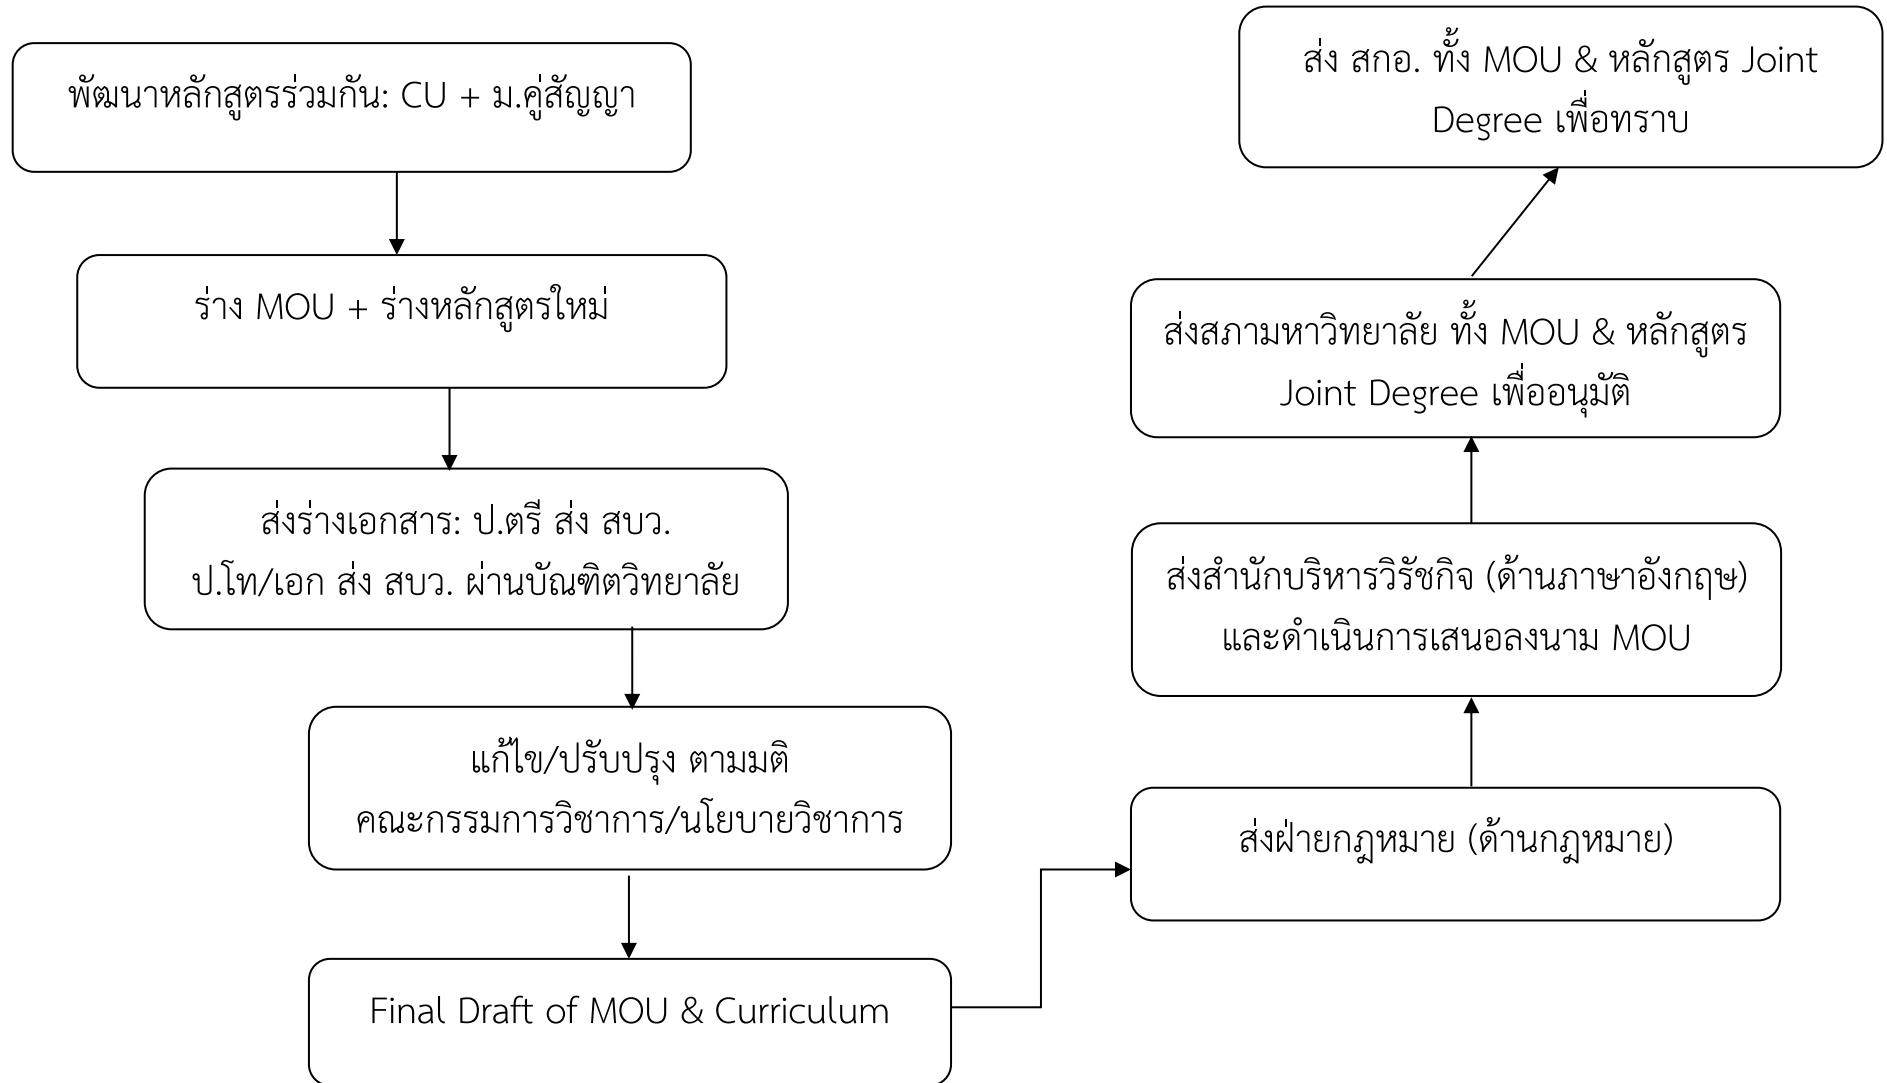 พัฒนาหลักสูตรร่วมกัน: CU + ม.คู่สัญญา
ร่าง MOU + ร่างหลักสูตรใหม่
ส่งร่างเอกสาร: ป.ตรี ส่ง สบว.
ป.โท/เอก ส่ง สบว. ผ่านบัณฑิตวิทยาลัย
แก้ไข/ปรับปรุง ตามมติ
คณะกรรมการวิชาการ/นโยบายวิชาการ
Final Draft of MOU & Curriculum
ส่งฝ่ายกฎหมาย (ด้านกฎหมาย)
ส่งสำนักบริหารวิรัชกิจ (ด้านภาษาอังกฤษ)
และดำเนินการเสนอลงนาม MOU
ส่งสภามหาวิทยาลัย ทั้ง MOU & หลักสูตร
Joint Degree เพื่ออนุมัติ
ส่ง สกอ. ทั้ง MOU & หลักสูตร Joint
Degree เพื่อทราบ